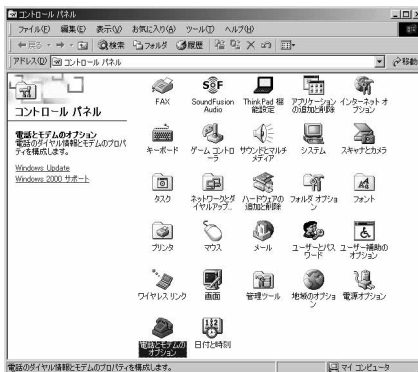 コントロール パネル
ファイル(F) 編集(E) 表示(V) お気に入り(A) ツール(T) ヘルプ(H)
戻る 検索 フォルダ 履歴
アドレス(D) コントロール パネル 移動
コントロール パネル
電話とモデムのオプション
電話のダイヤル情報とモデムのプロパティを構成します。
Windows Update
Windows 2000 サポート
FAX
SoundFusion Audio
ThinkPad 機能設定
アプリケーションの追加と削除
インターネット オプション
キーボード
ゲーム コントローラ
サウンドとマルチメディア
システム
スキャナとカメラ
タスク
ネットワークとダイヤルアップ...
ハードウェアの追加と削除
フォルダ オプション
フォント
プリンタ
マウス
メール
ユーザーとパスワード
ユーザー補助のオプション
ワイヤレス リンク
画面
管理ツール
地域のオプション
電源オプション
電話とモデムのオプション
日付と時刻
電話のダイヤル情報とモデムのプロパティを構成します。 マイ コンピュータ